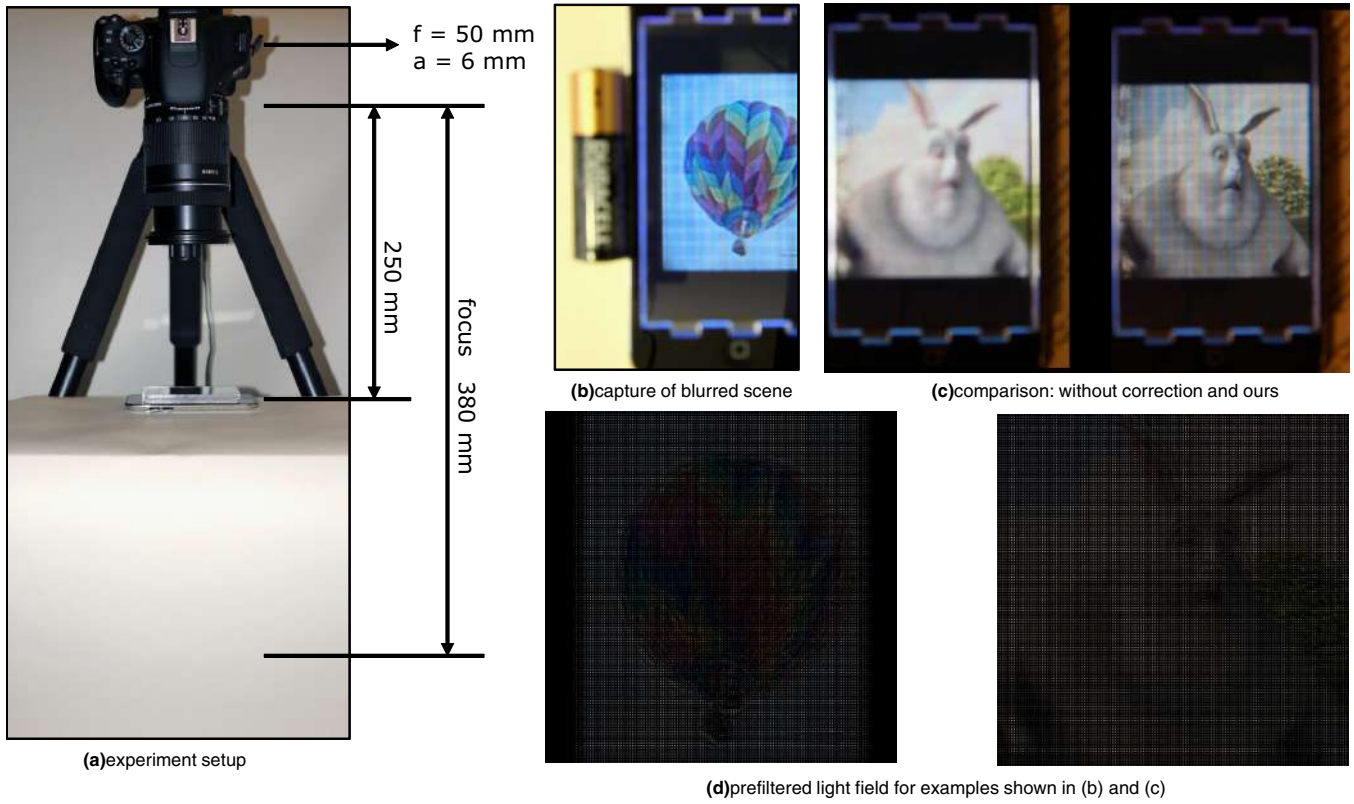 f = 50 mm
a = 6 mm
250 mm
focus 380 mm
(a)experiment setup
(b)capture of blurred scene
(c)comparison: without correction and ours
(d)prefiltered light field for examples shown in (b) and (c)